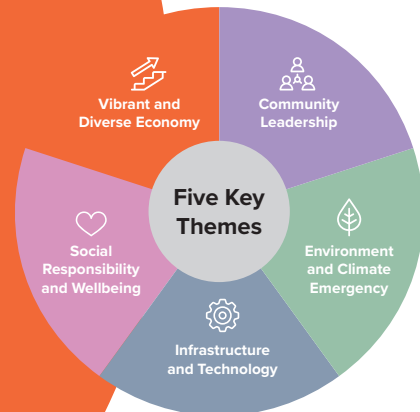 Vibrant and
Diverse Economy
Community
Leadership
Five Key
Themes
Social
Responsibility
and Wellbeing
Environment
and Climate
Emergency
Infrastructure
and Technology